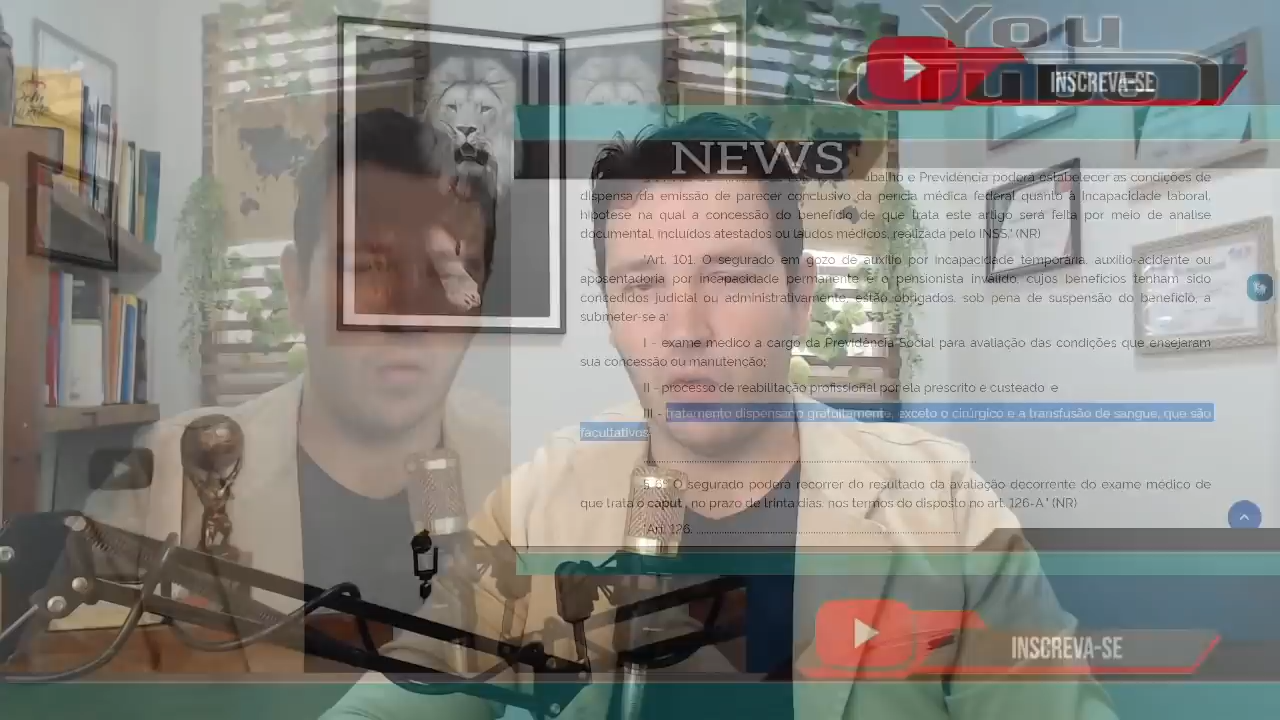 You
Tube
INSCREVA-SE
NEWS
abalho e Previdência poderá estabelecer as condições de
dispensa da emissão de parecer conclusivo da perícia médica federal quanto à incapacidade laboral,
hipótese na qual a concessão do benefício de que trata este artigo será feita por meio de análise
documental, incluídos atestados ou laudos médicos, realizada pelo INSS." (NR)
"Art. 101. O segurado em gozo de auxílio por incapacidade temporária, auxílio-acidente ou
aposentadoria por incapacidade permanente e o pensionista inválido, cujos benefícios tenham sido
concedidos judicial ou administrativamente, estão obrigados, sob pena de suspensão do benefício, a
submeter-se a:
I - exame médico a cargo da Previdência Social para avaliação das condições que ensejaram
sua concessão ou manutenção;
II - processo de reabilitação profissional por ela prescrito e custeado e
III - tratamento dispensado gratuitamente, exceto o cirúrgico e a transfusão de sangue, que são
facultativos
§ 6º O segurado poderá recorrer do resultado da avaliação decorrente do exame médico de
que trata o caput, no prazo de trinta dias, nos termos do disposto no art. 126-A." (NR)
"Art. 126.
INSCREVA-SE